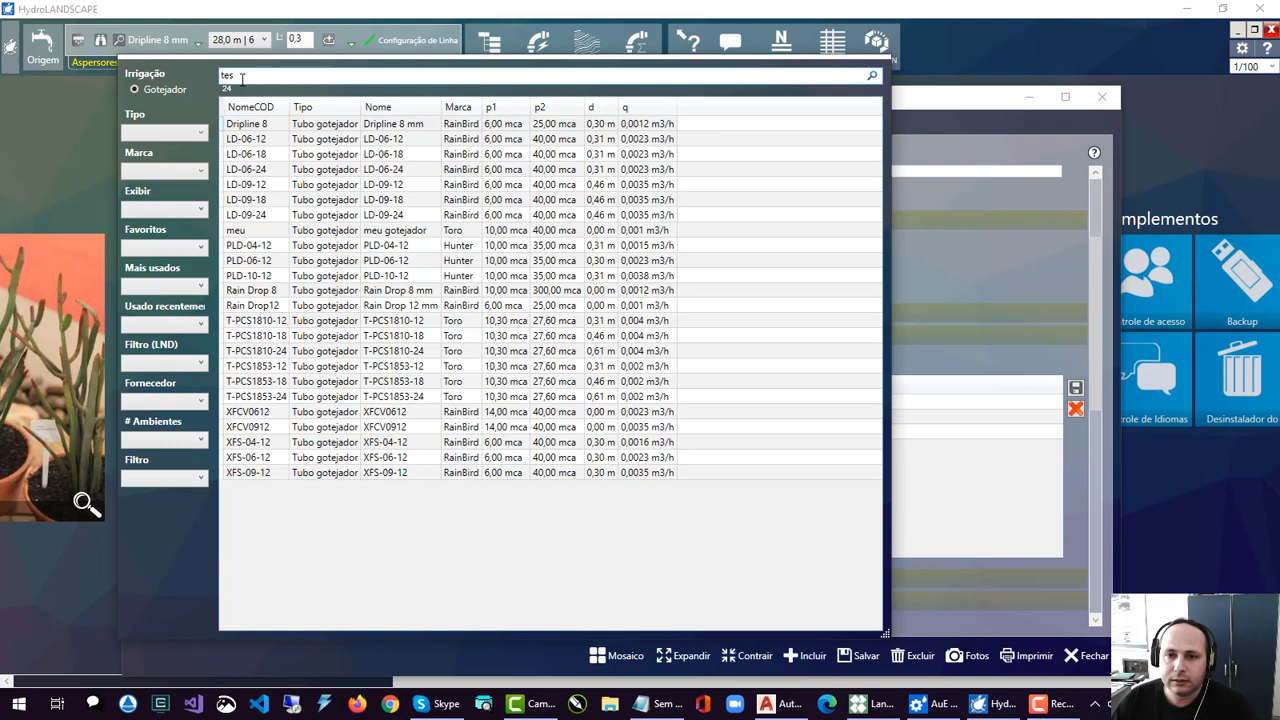 HydroLANDSCAPE
Origem
Dripline 8 mm
28,0 m | 6
L:
0,3
Configuração de Linha
Aspersores
1/100
Irrigação
Gotejador
Tipo
Marca
Exibir
Favoritos
Mais usados
Usado recenteme
Filtro (LND)
Fornecedor
# Ambientes
Filtro
tes
24
NomeCOD Tipo Nome Marca p1 p2 d q
Dripline 8 Tubo gotejador Dripline 8 mm RainBird 6,00 mca 25,00 mca 0,30 m 0,0012 m3/h
LD-06-12 Tubo gotejador LD-06-12 RainBird 6,00 mca 40,00 mca 0,31 m 0,0023 m3/h
LD-06-18 Tubo gotejador LD-06-18 RainBird 6,00 mca 40,00 mca 0,31 m 0,0023 m3/h
LD-06-24 Tubo gotejador LD-06-24 RainBird 6,00 mca 40,00 mca 0,31 m 0,0023 m3/h
LD-09-12 Tubo gotejador LD-09-12 RainBird 6,00 mca 40,00 mca 0,46 m 0,0035 m3/h
LD-09-18 Tubo gotejador LD-09-18 RainBird 6,00 mca 40,00 mca 0,46 m 0,0035 m3/h
LD-09-24 Tubo gotejador LD-09-24 RainBird 6,00 mca 40,00 mca 0,46 m 0,0035 m3/h
meu Tubo gotejador meu gotejador Toro 10,00 mca 40,00 mca 0,00 m 0,001 m3/h
PLD-04-12 Tubo gotejador PLD-04-12 Hunter 10,00 mca 35,00 mca 0,31 m 0,0015 m3/h
PLD-06-12 Tubo gotejador PLD-06-12 Hunter 10,00 mca 35,00 mca 0,30 m 0,0023 m3/h
PLD-10-12 Tubo gotejador PLD-10-12 Hunter 10,00 mca 35,00 mca 0,31 m 0,0038 m3/h
Rain Drop 8 Tubo gotejador Rain Drop 8 mm RainBird 10,00 mca 300,00 mca 0,00 m 0,0012 m3/h
Rain Drop12 Tubo gotejador Rain Drop 12 mm RainBird 6,00 mca 25,00 mca 0,00 m 0,001 m3/h
T-PCS1810-12 Tubo gotejador T-PCS1810-12 Toro 10,30 mca 27,60 mca 0,31 m 0,004 m3/h
T-PCS1810-18 Tubo gotejador T-PCS1810-18 Toro 10,30 mca 27,60 mca 0,46 m 0,004 m3/h
T-PCS1810-24 Tubo gotejador T-PCS1810-24 Toro 10,30 mca 27,60 mca 0,61 m 0,004 m3/h
T-PCS1853-12 Tubo gotejador T-PCS1853-12 Toro 10,30 mca 27,60 mca 0,31 m 0,002 m3/h
T-PCS1853-18 Tubo gotejador T-PCS1853-18 Toro 10,30 mca 27,60 mca 0,46 m 0,002 m3/h
T-PCS1853-24 Tubo gotejador T-PCS1853-24 Toro 10,30 mca 27,60 mca 0,61 m 0,002 m3/h
XFCV0612 Tubo gotejador XFCV0612 RainBird 14,00 mca 40,00 mca 0,00 m 0,0023 m3/h
XFCV0912 Tubo gotejador XFCV0912 RainBird 14,00 mca 40,00 mca 0,00 m 0,0035 m3/h
XFS-04-12 Tubo gotejador XFS-04-12 RainBird 6,00 mca 40,00 mca 0,30 m 0,0016 m3/h
XFS-06-12 Tubo gotejador XFS-06-12 RainBird 6,00 mca 40,00 mca 0,30 m 0,0023 m3/h
XFS-09-12 Tubo gotejador XFS-09-12 RainBird 6,00 mca 40,00 mca 0,30 m 0,0035 m3/h
mplementos
trole de acesso
Backup
trole de Idiomas
Desinstalador do
Mosaico Expandir Contrair Incluir Salvar Excluir Fotos Imprimir Fechar
Skype Cam... Sem ... Aut... Lan... AuE ... Hyd... Rec...